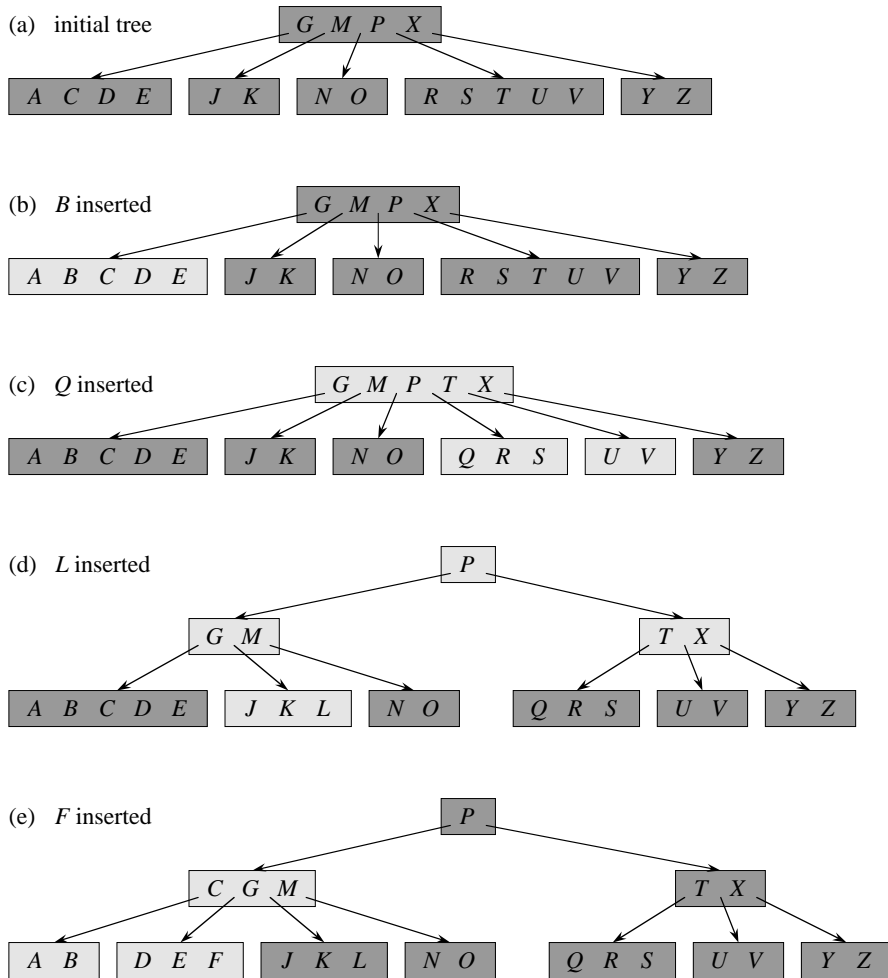 (a) initial tree
G M P X
A C D E J K N O R S T U V Y Z
(b) B inserted
G M P X
A B C D E J K N O R S T U V Y Z
(c) Q inserted
G M P T X
A B C D E J K N O Q R S U V Y Z
(d) L inserted
P
G M T X
A B C D E J K L N O Q R S U V Y Z
(e) F inserted
P
C G M T X
A B D E F J K L N O Q R S U V Y Z